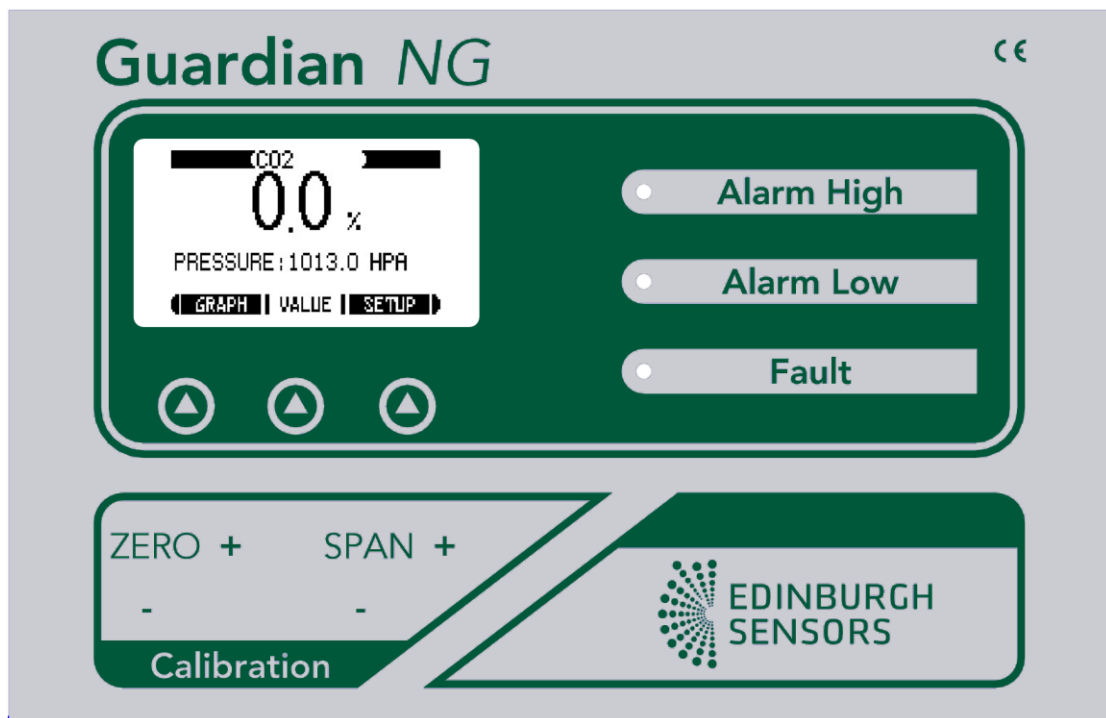 Guardian NG
CE
CO2
0.0 %
PRESSURE:1013.0 HPA
GRAPH VALUE SETUP
Alarm High
Alarm Low
Fault
ZERO + SPAN +
- -
Calibration
EDINBURGH
SENSORS